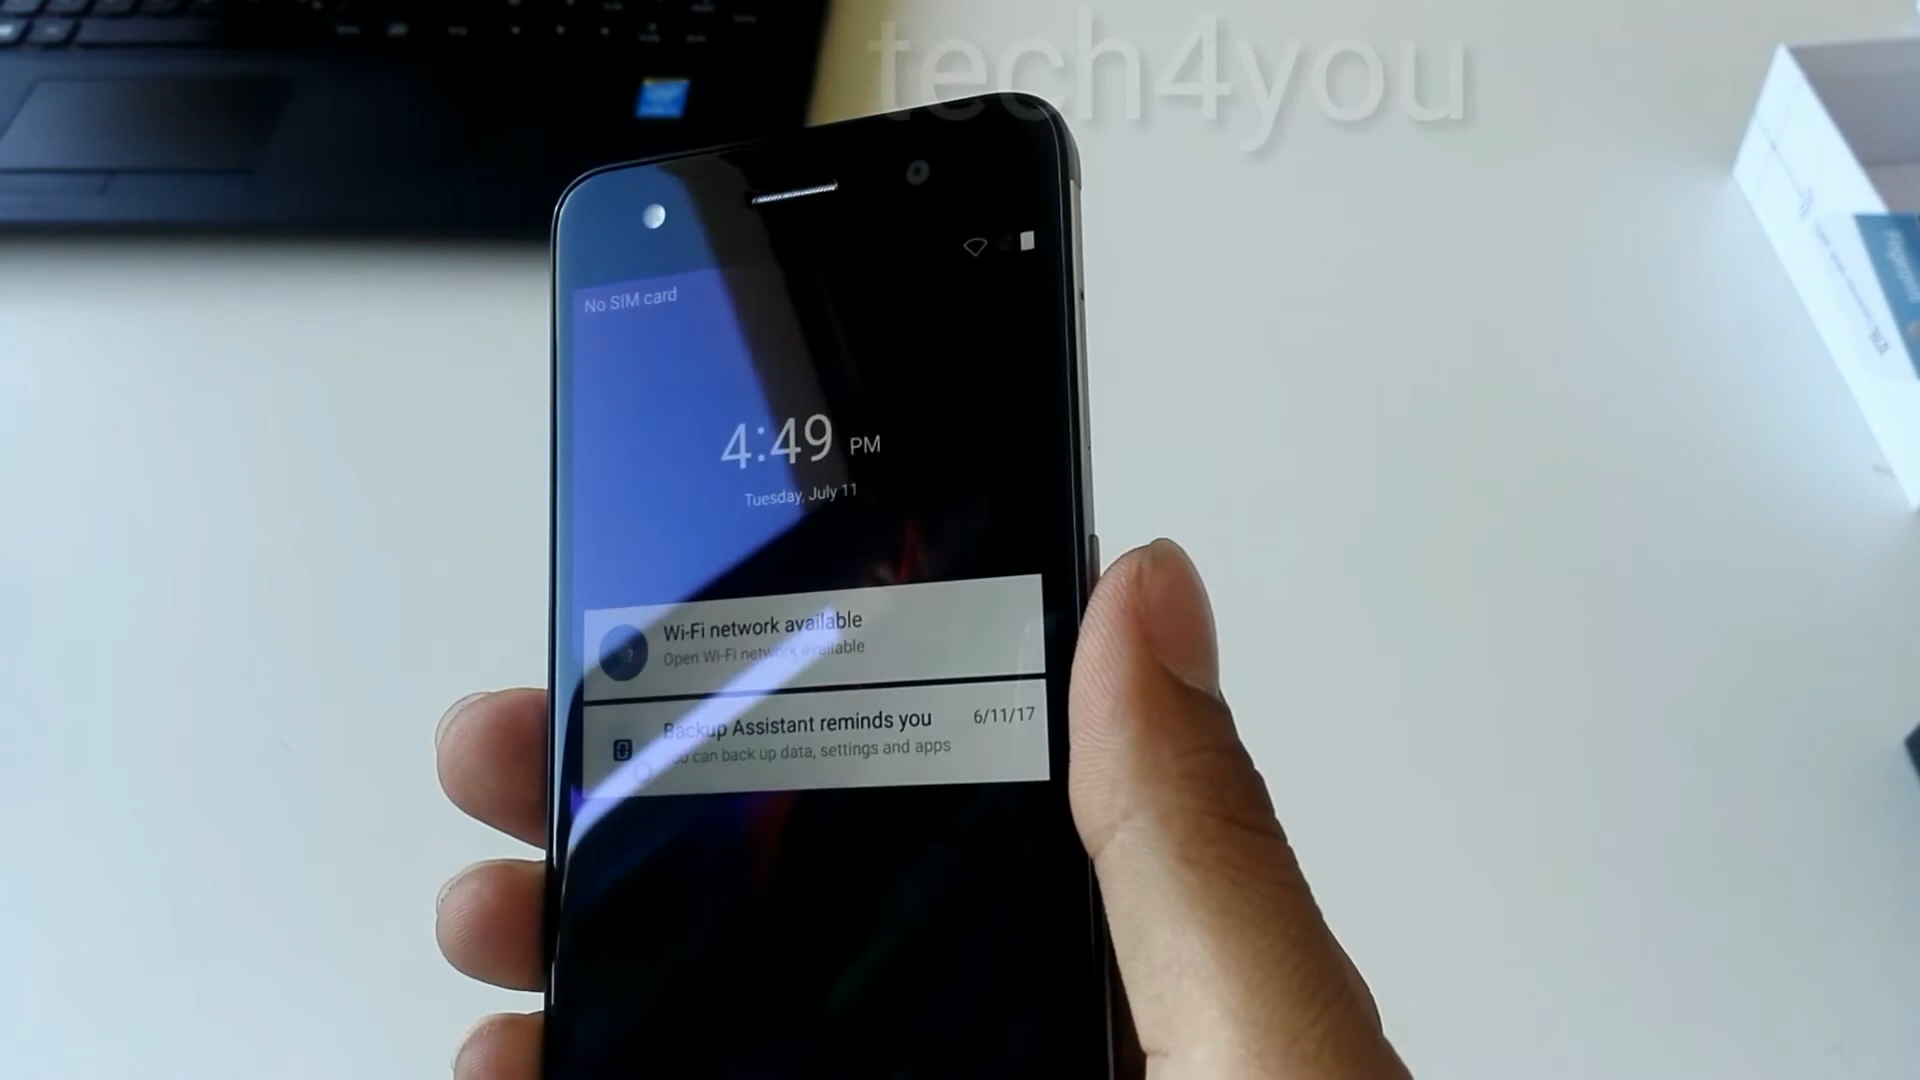 tech4you
No SIM card
4:49 PM
Tuesday, July 11
Wi-Fi network available
Open Wi-Fi network available
Backup Assistant reminds you 6/11/17
You can back up data, settings and apps